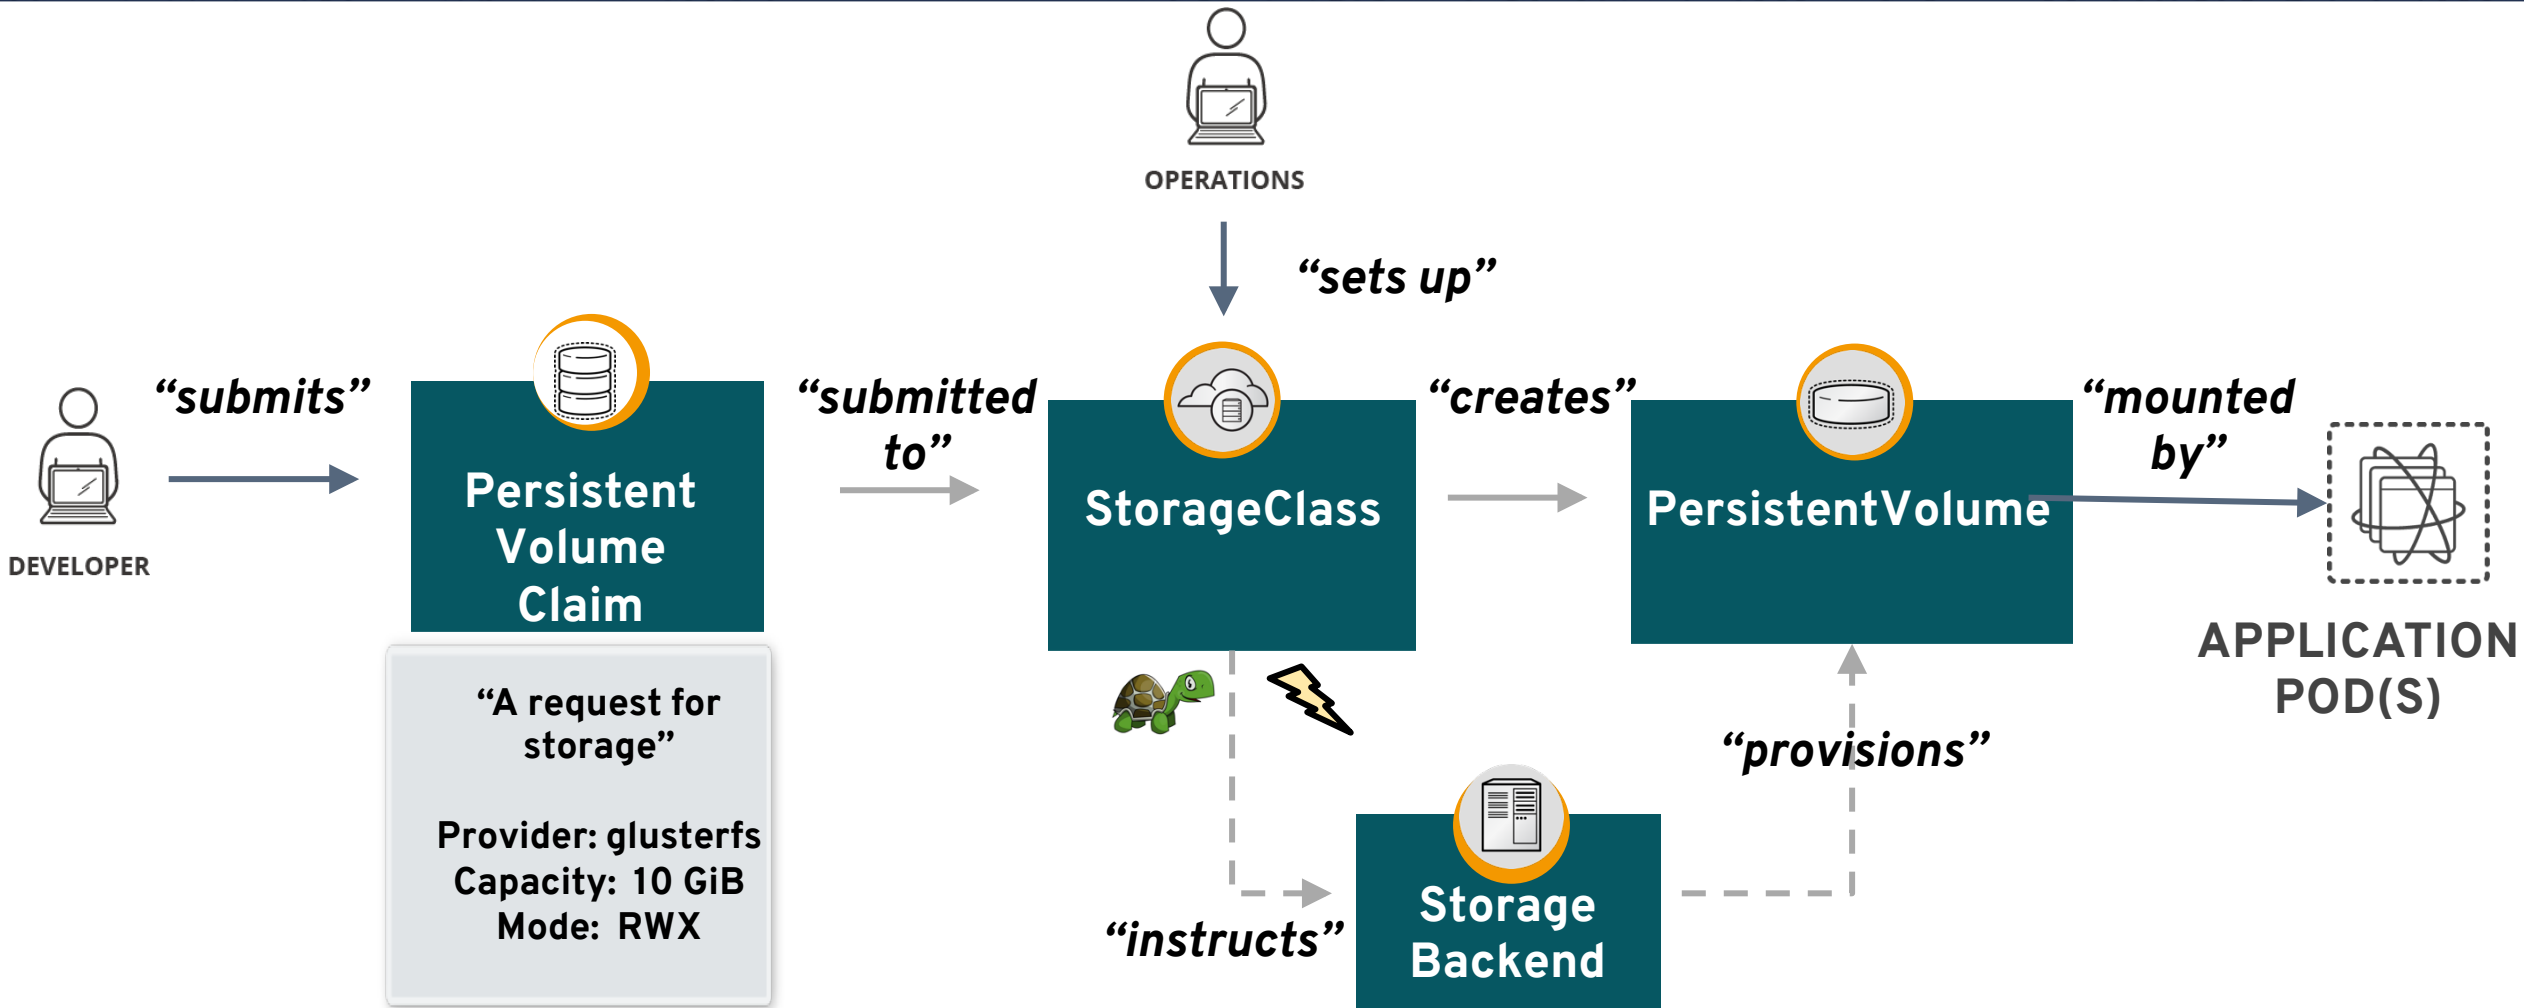 OPERATIONS
“sets up”
“submits”
DEVELOPER
Persistent
Volume
Claim
“A request for
storage”
Provider: glusterfs
Capacity: 10 GiB
Mode: RWX
“submitted
to”
StorageClass
“creates”
PersistentVolume
“mounted
by”
APPLICATION
POD(S)
“instructs”
Storage
Backend
“provisions”